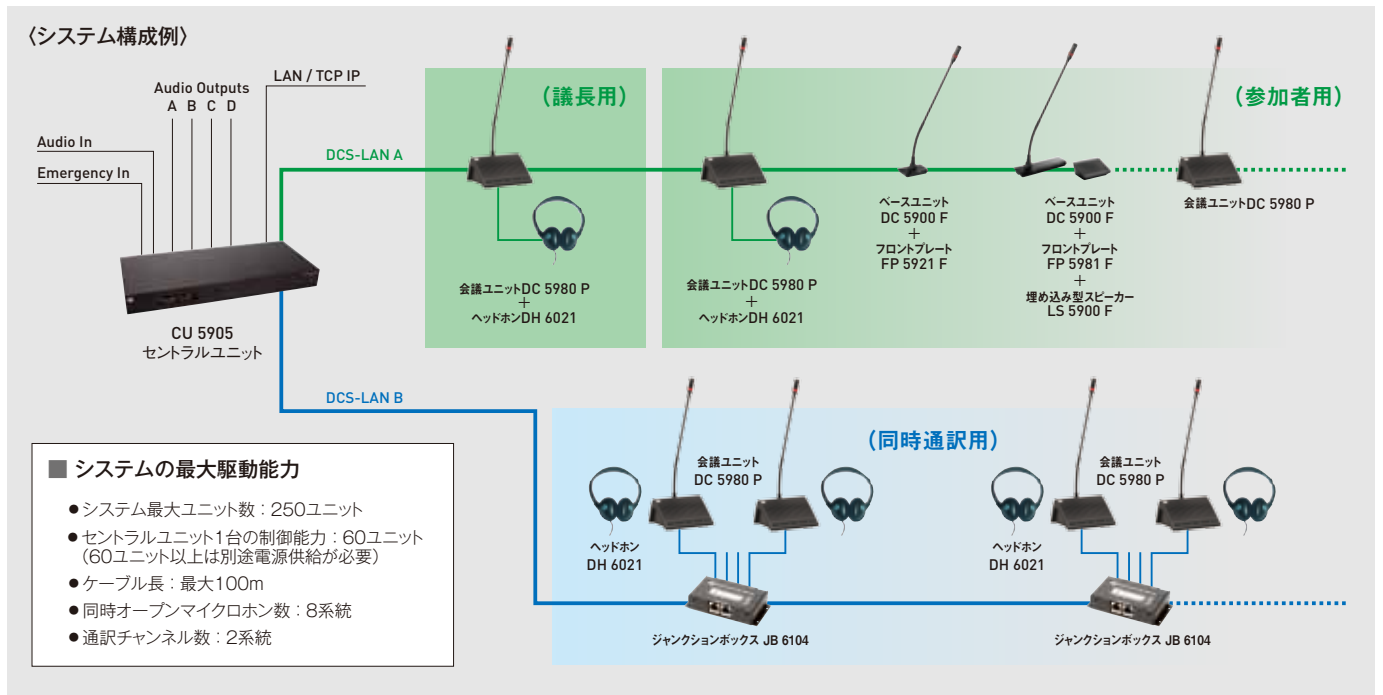 〈システム構成例〉
Audio Outputs
A B C D
LAN / TCP IP
Audio In
Emergency In
CU 5905
セントラルユニット
DCS-LAN A
（議長用）
会議ユニットDC 5980 P
+
ヘッドホンDH 6021
（参加者用）
会議ユニットDC 5980 P
+
ヘッドホンDH 6021
ベースユニット
DC 5900 F
+
フロントプレート
FP 5921 F
ベースユニット
DC 5900 F
+
フロントプレート
FP 5981 F
+
埋め込み型スピーカー
LS 5900 F
会議ユニットDC 5980 P
DCS-LAN B
（同時通訳用）
会議ユニット
DC 5980 P
ヘッドホン
DH 6021
ジャンクションボックス JB 6104
会議ユニット
DC 5980 P
ヘッドホン
DH 6021
ジャンクションボックス JB 6104
■ システムの最大駆動能力
●システム最大ユニット数：250ユニット
●セントラルユニット1台の制御能力：60ユニット
（60ユニット以上は別途電源供給が必要）
●ケーブル長：最大100m
●同時オープンマイクロホン数：8系統
●通訳チャンネル数：2系統